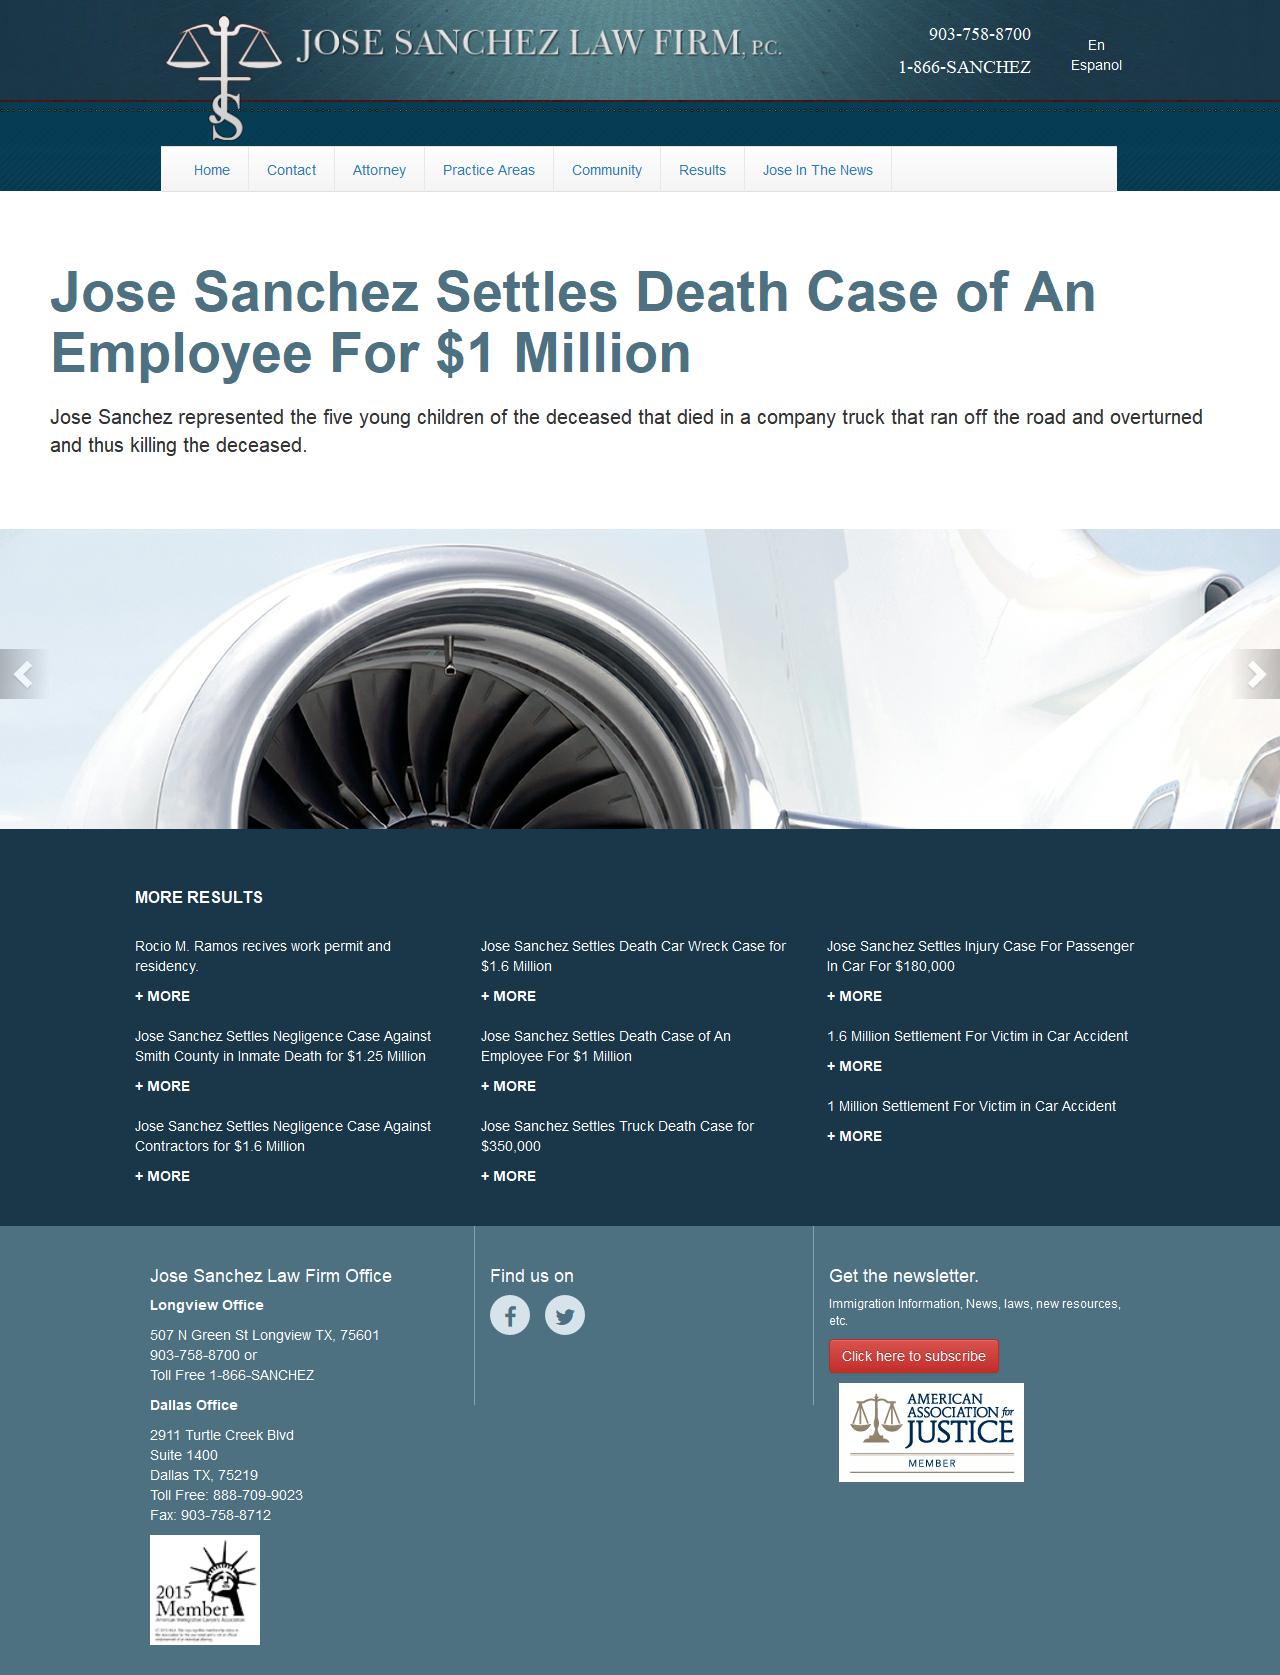 JOSE SANCHEZ LAW FIRM, P.C.
903-758-8700
1-866-SANCHEZ
En
Espanol
JS
Home
Contact
Attorney
Practice Areas
Community
Results
Jose In The News
Jose Sanchez Settles Death Case of An
Employee For $1 Million
Jose Sanchez represented the five young children of the deceased that died in a company truck that ran off the road and overturned
and thus killing the deceased.
MORE RESULTS
Rocio M. Ramos recives work permit and
residency.
+ MORE
Jose Sanchez Settles Negligence Case Against
Smith County in Inmate Death for $1.25 Million
+ MORE
Jose Sanchez Settles Negligence Case Against
Contractors for $1.6 Million
+ MORE
Jose Sanchez Settles Death Car Wreck Case for
$1.6 Million
+ MORE
Jose Sanchez Settles Death Case of An
Employee For $1 Million
+ MORE
Jose Sanchez Settles Truck Death Case for
$350,000
+ MORE
Jose Sanchez Settles Injury Case For Passenger
In Car For $180,000
+ MORE
1.6 Million Settlement For Victim in Car Accident
+ MORE
1 Million Settlement For Victim in Car Accident
+ MORE
Jose Sanchez Law Firm Office
Longview Office
507 N Green St Longview TX, 75601
903-758-8700 or
Toll Free 1-866-SANCHEZ
Dallas Office
2911 Turtle Creek Blvd
Suite 1400
Dallas TX, 75219
Toll Free: 888-709-9023
Fax: 903-758-8712
2015
Member
American Immigration Lawyers Association
Find us on
Get the newsletter.
Immigration Information, News, laws, new resources,
etc.
Click here to subscribe
AMERICAN
ASSOCIATION for
JUSTICE
MEMBER